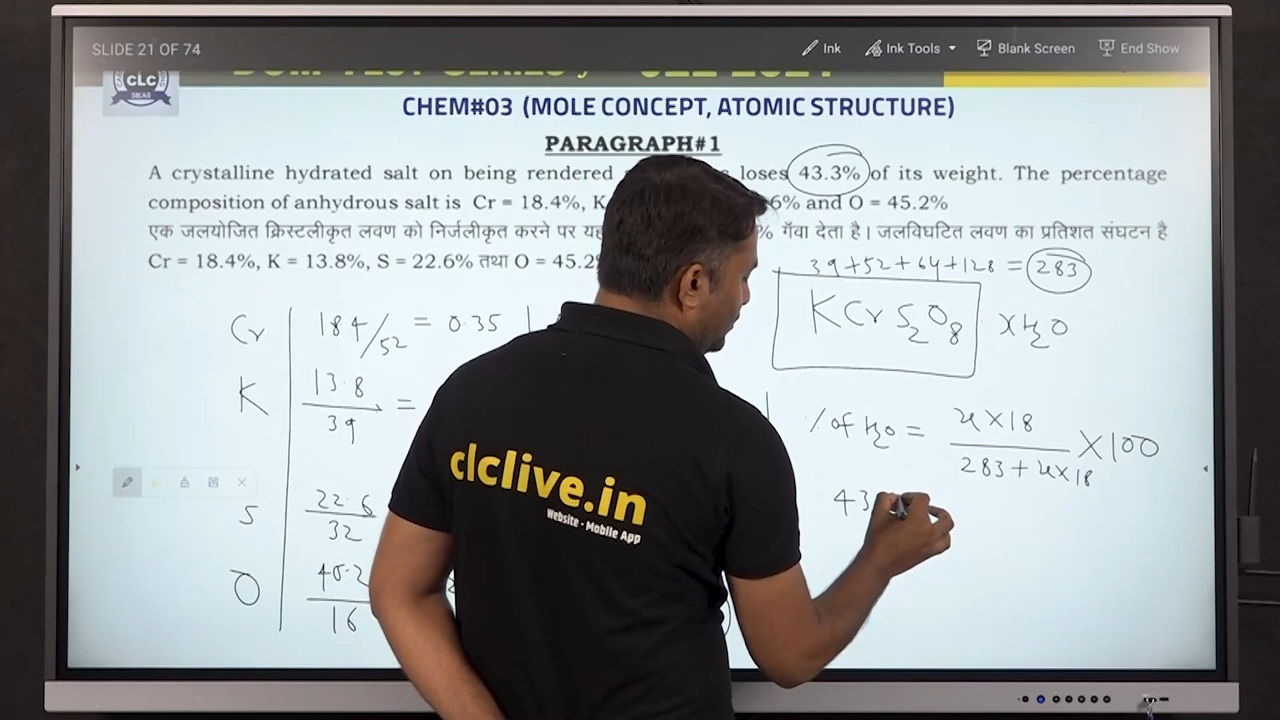 SLIDE 21 OF 74
Ink
Ink Tools
Blank Screen
End Show
CLC
SIKAR
CHEM#03 (MOLE CONCEPT, ATOMIC STRUCTURE)
PARAGRAPH#1
A crystalline hydrated salt on being rendered loses 43.3% of its weight. The percentage
composition of anhydrous salt is Cr = 18.4%, K 6% and O = 45.2%
एक जलयोजित क्रिस्टलीकृत लवण को निर्जलीकृत करने पर यह % गँवा देता है। जलविघटित लवण का प्रतिशत संघटन है
Cr = 18.4%, K = 13.8%, S = 22.6% तथा O = 45.2
39+52+64+128 = 283
KCrS₂O₈ xH₂O
Cr 18.4/52 = 0.35
K 13.8/39 =
% of H₂O = x×18/283+x×18 ×100
S 22.6/32
43
O 45.2/16
clclive.in
Website - Mobile App